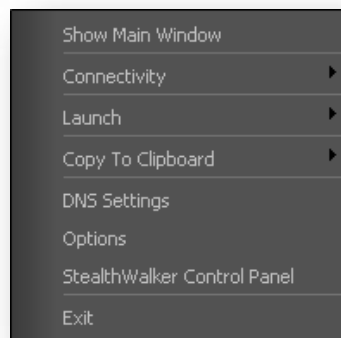 Show Main Window
Connectivity
Launch
Copy To Clipboard
DNS Settings
Options
StealthWalker Control Panel
Exit